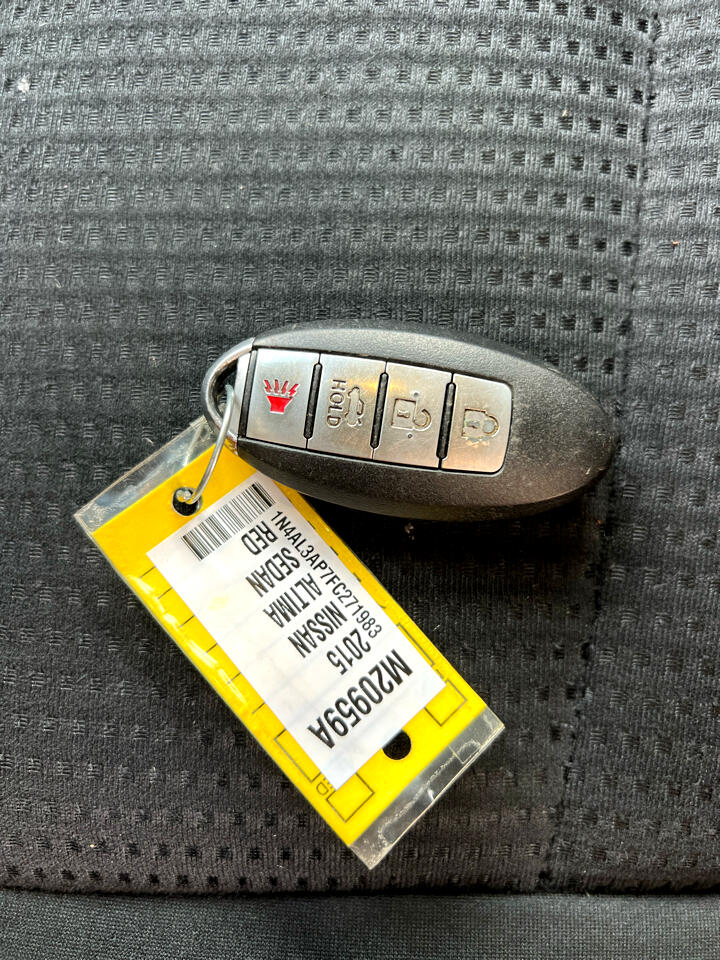 HOLD
M20959A
2015
NISSAN
ALTIMA
SEDAN
RED
1N4AL3AP7FC271983